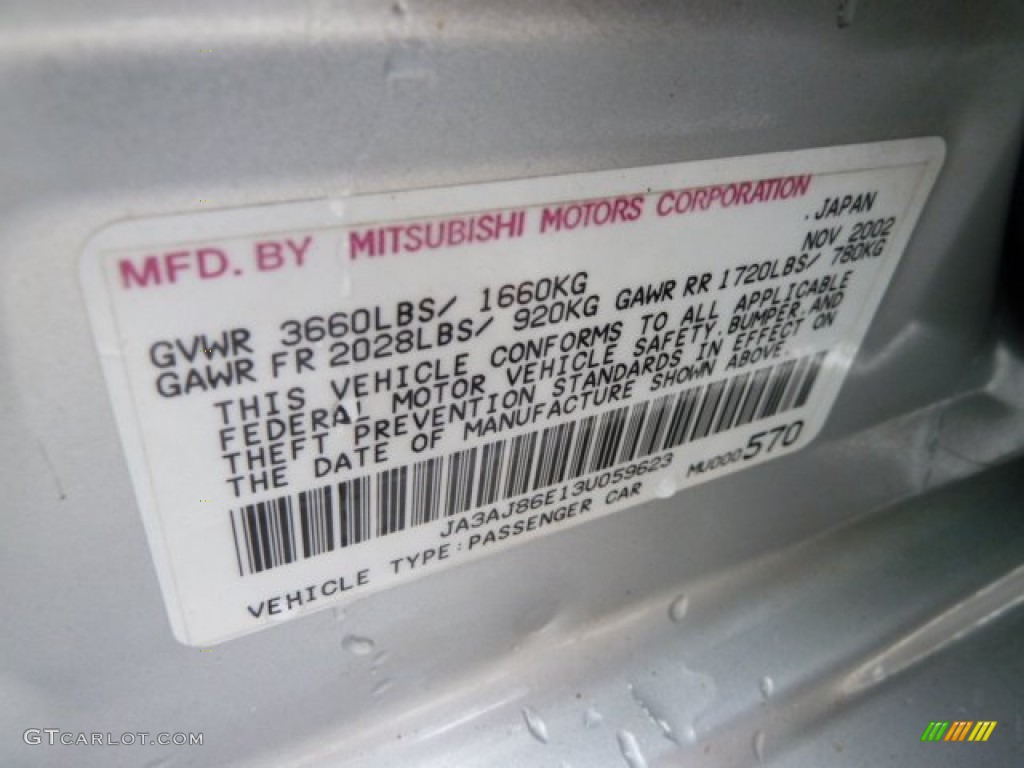 MFD. BY MITSUBISHI MOTORS CORPORATION
.JAPAN
NOV 2002
GVWR 3660LBS/ 1660KG
GAWR FR 2028LBS/ 920KG GAWR RR 1720LBS/ 780KG
THIS VEHICLE CONFORMS TO ALL APPLICABLE
FEDERAL MOTOR VEHICLE SAFETY, BUMPER, AND
THEFT PREVENTION STANDARDS IN EFFECT ON
THE DATE OF MANUFACTURE SHOWN ABOVE.
JA3AJ86E13U059623
MU000570
VEHICLE TYPE:PASSENGER CAR
GTCARLOT.COM